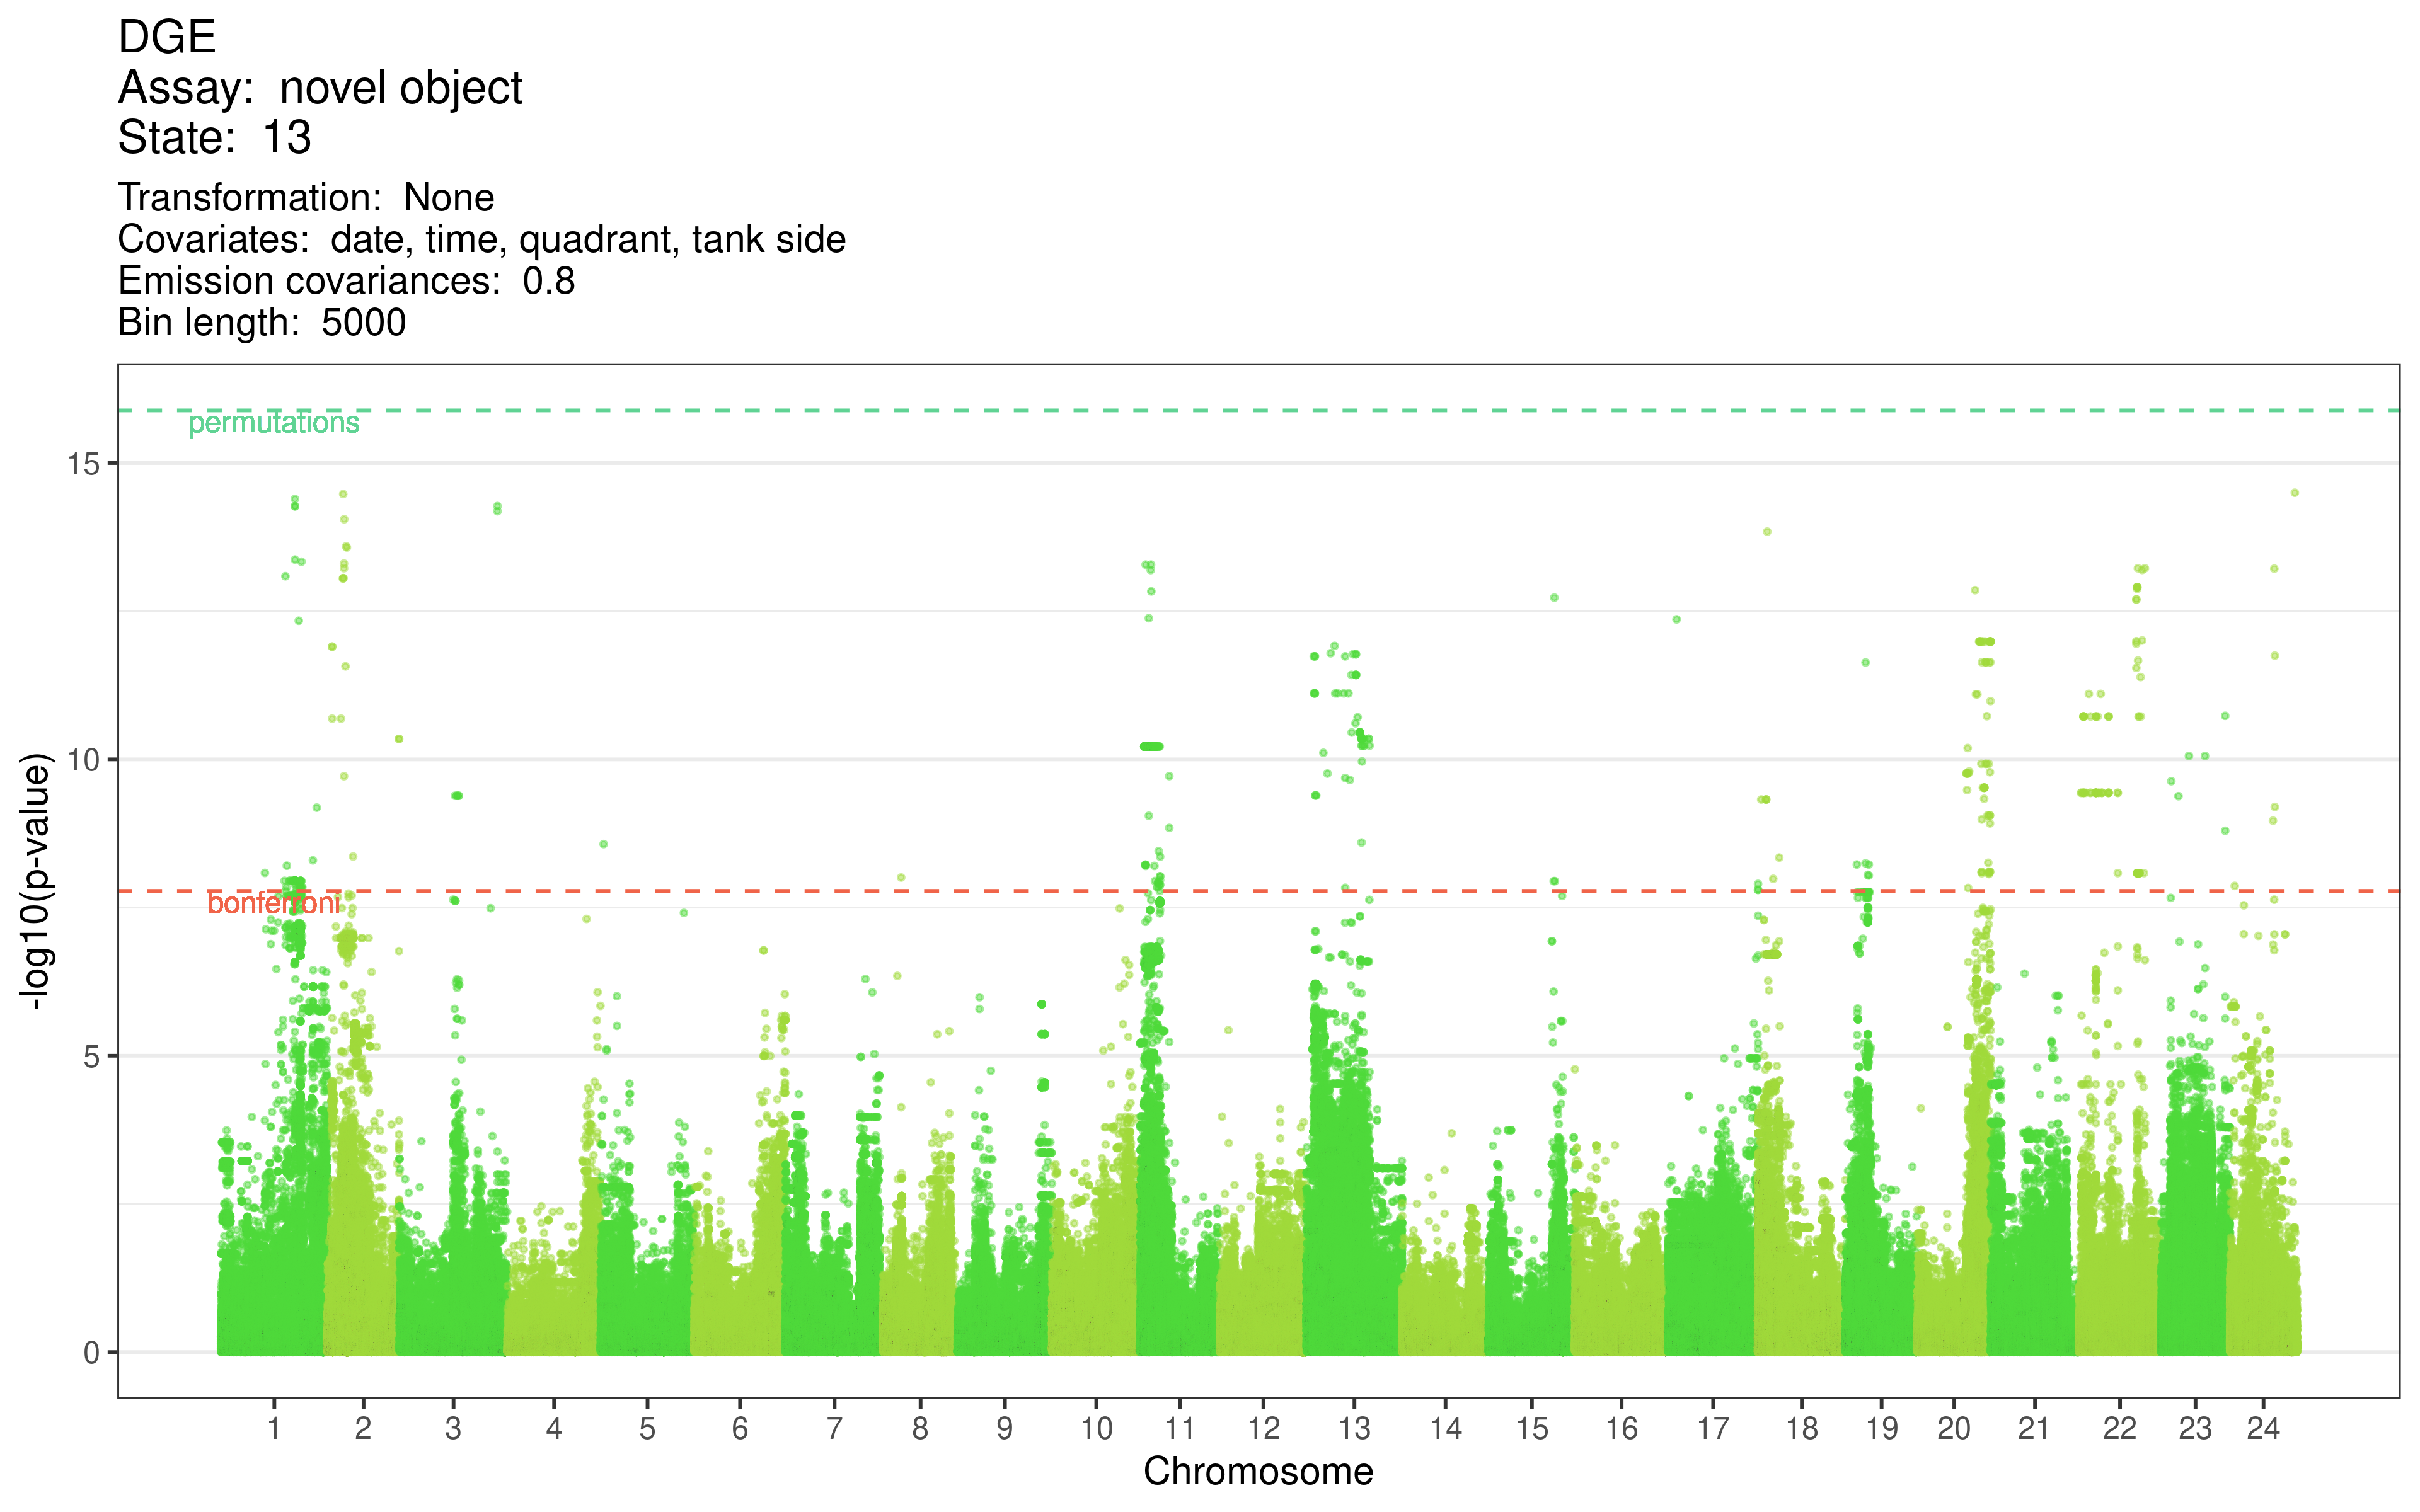 DGE
Assay: novel object
State: 13
Transformation: None
Covariates: date, time, quadrant, tank side
Emission covariances: 0.8
Bin length: 5000
permutations
15
10
bonferroni
5
0
-log10(p-value)
1 2 3 4 5 6 7 8 9 10 11 12 13 14 15 16 17 18 19 20 21 22 23 24
Chromosome